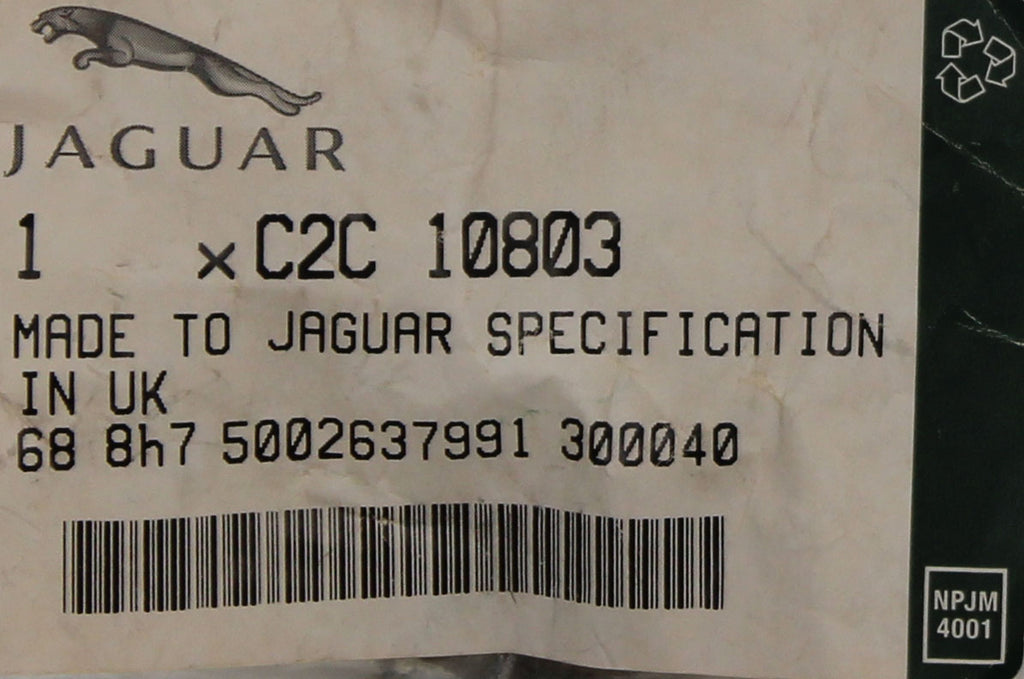 JAGUAR
1 x C2C 10803
MADE TO JAGUAR SPECIFICATION
IN UK
68 8h7 5002637991 300040
NPJM
4001